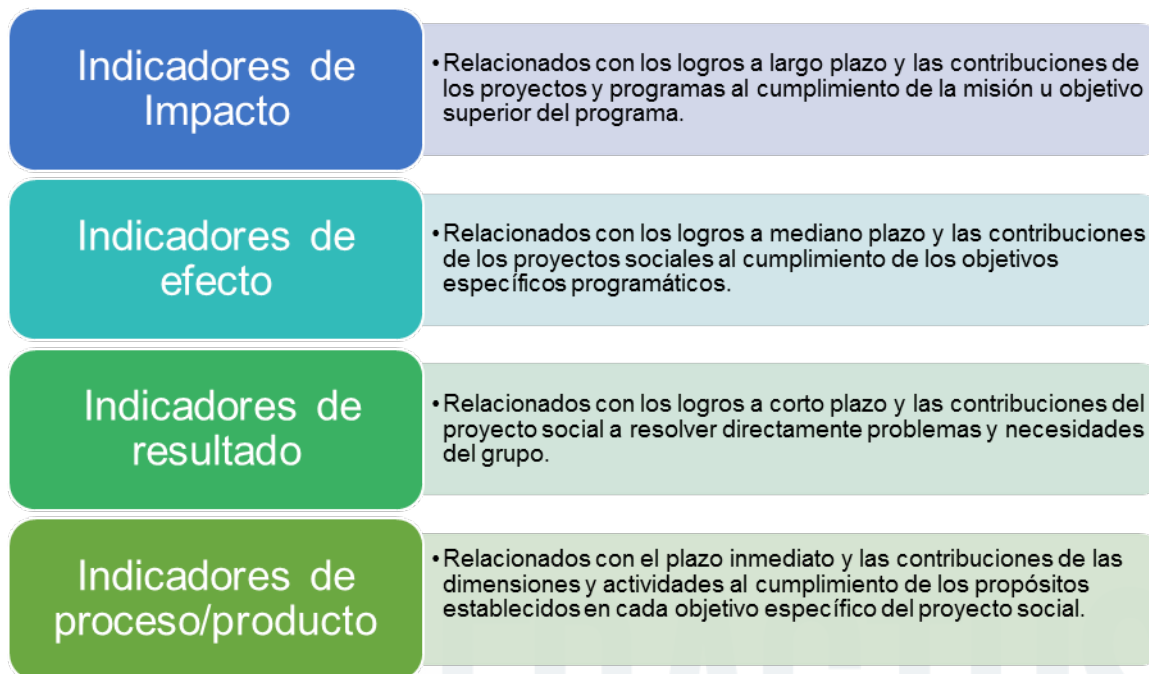 Indicadores de
Impacto
•Relacionados con los logros a largo plazo y las contribuciones de
los proyectos y programas al cumplimiento de la misión u objetivo
superior del programa.
Indicadores de
efecto
•Relacionados con los logros a mediano plazo y las contribuciones
de los proyectos sociales al cumplimiento de los objetivos
específicos programáticos.
Indicadores de
resultado
•Relacionados con los logros a corto plazo y las contribuciones del
proyecto social a resolver directamente problemas y necesidades
del grupo.
Indicadores de
proceso/producto
•Relacionados con el plazo inmediato y las contribuciones de las
dimensiones y actividades al cumplimiento de los propósitos
establecidos en cada objetivo específico del proyecto social.